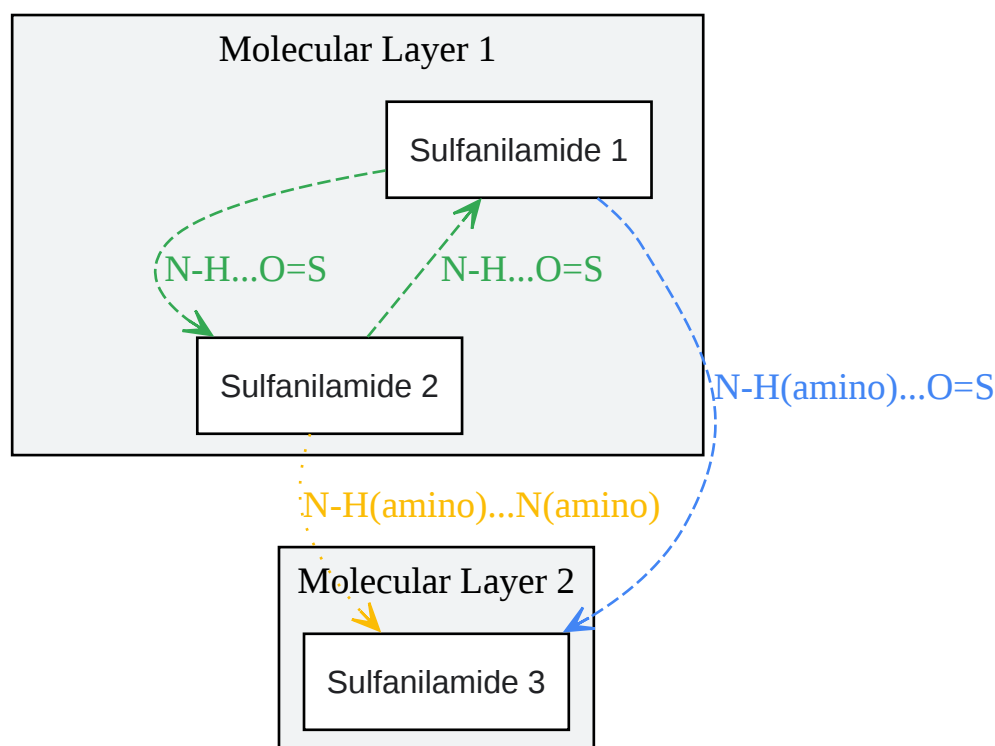 Molecular Layer 1
Sulfanilamide 1
N-H...O=S
N-H...O=S
Sulfanilamide 2
N-H(amino)...O=S
N-H(amino)...N(amino)
Molecular Layer 2
Sulfanilamide 3